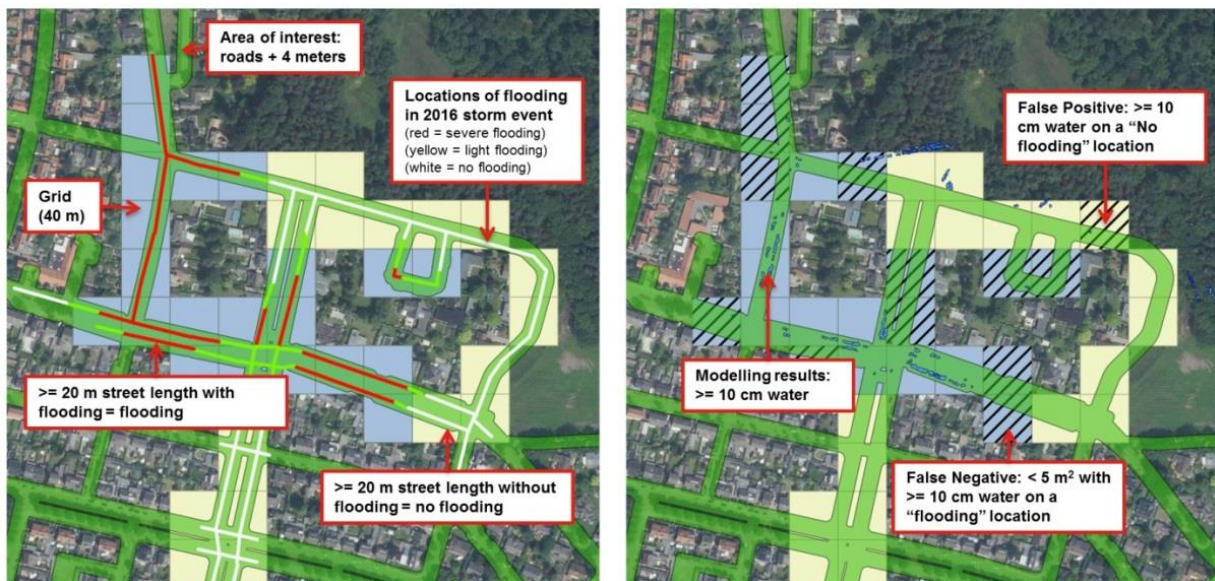 Area of interest:
roads + 4 meters
Locations of flooding
in 2016 storm event
(red = severe flooding)
(yellow = light flooding)
(white = no flooding)
Grid
(40 m)
>= 20 m street length with
flooding = flooding
>= 20 m street length without
flooding = no flooding
False Positive: >= 10
cm water on a “No
flooding” location
Modelling results:
>= 10 cm water
False Negative: < 5 m² with
>= 10 cm water on a
“flooding” location